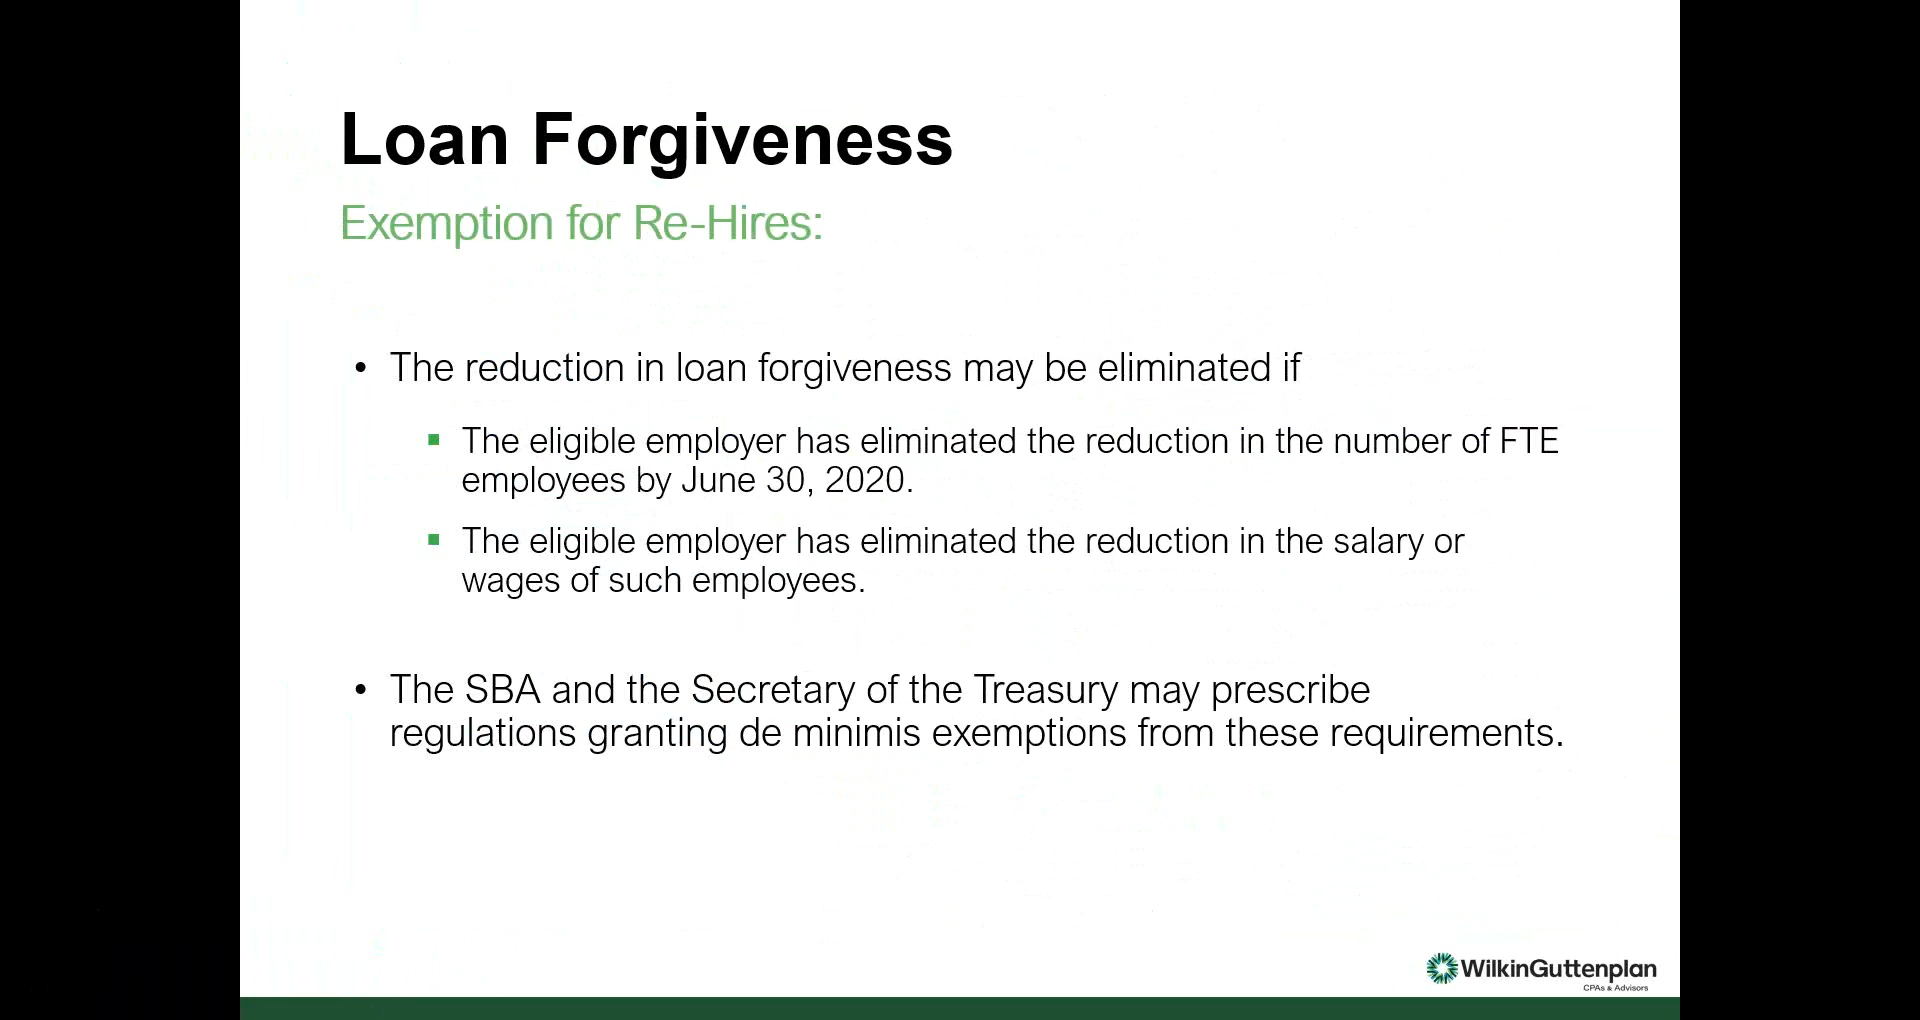 Loan Forgiveness
Exemption for Re-Hires:
• The reduction in loan forgiveness may be eliminated if
▪ The eligible employer has eliminated the reduction in the number of FTE
employees by June 30, 2020.
▪ The eligible employer has eliminated the reduction in the salary or
wages of such employees.
• The SBA and the Secretary of the Treasury may prescribe
regulations granting de minimis exemptions from these requirements.
WilkinGuttenplan
CPAs & Advisors